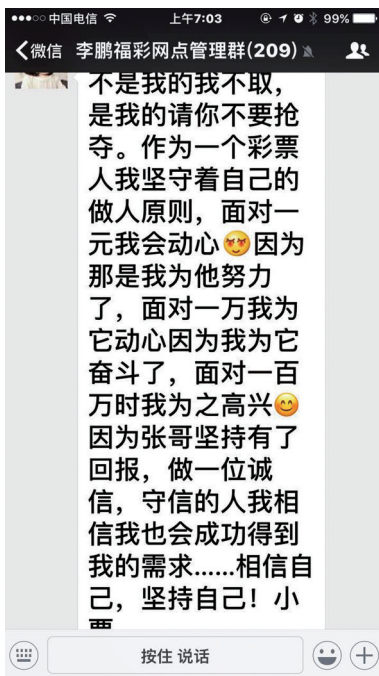 中国电信 上午7:03 99%
微信 李鹏福彩网点管理群(209)
不是我的我不取，
是我的请你不要抢
夺。作为一个彩票
人我坚守着自己的
做人原则，面对一
元我会动心😍因为
那是我为他努力
了，面对一万我为
它动心因为我为它
奋斗了，面对一百
万时我为之高兴😊
因为张哥坚持有了
回报，做一位诚
信，守信的人我相
信我也会成功得到
我的需求......相信自
己，坚持自己！小
按住 说话